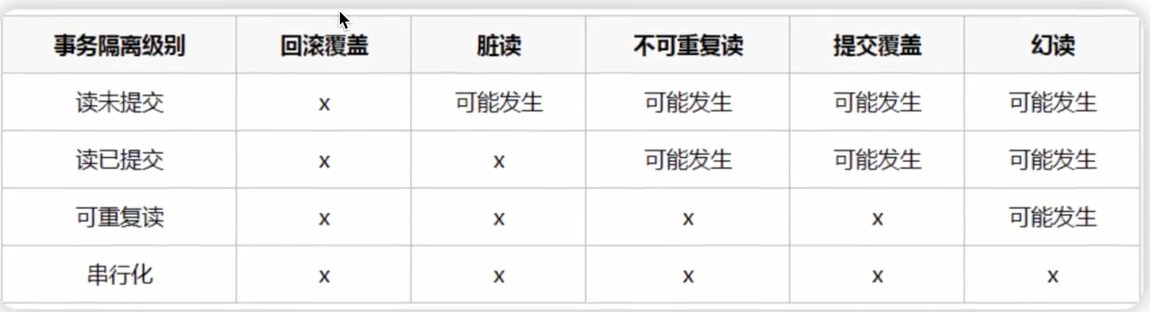 事务隔离级别 回滚覆盖 脏读 不可重复读 提交覆盖 幻读
读未提交 x 可能发生 可能发生 可能发生 可能发生
读已提交 x x 可能发生 可能发生 可能发生
可重复读 x x x x 可能发生
串行化 x x x x x